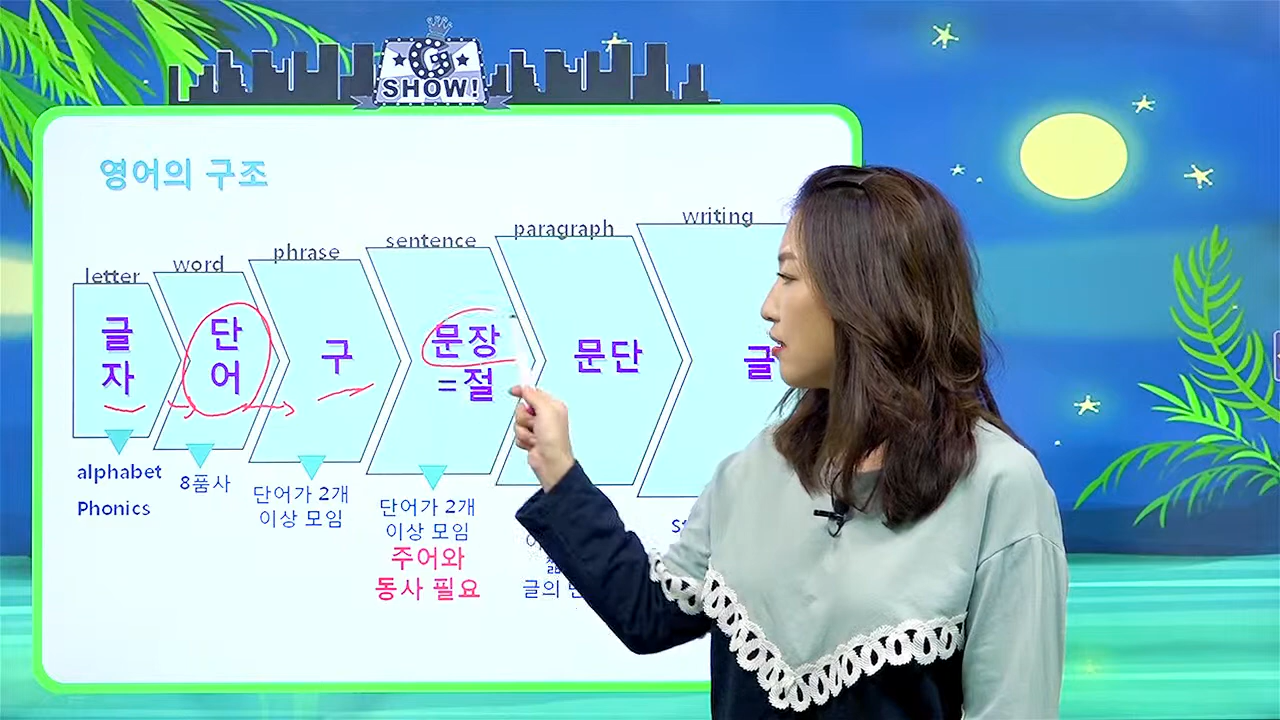 G
SHOW!
영어의 구조
letter
word
phrase
sentence
paragraph
writing
글
자
단
어
구
문장
=절
문단
글
alphabet
Phonics
8품사
단어가 2개
이상 모임
단어가 2개
이상 모임
주어와
동사 필요
글의